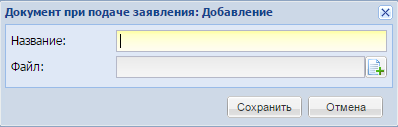 Документ при подаче заявления: Добавление
Название:
Файл:
Сохранить Отмена